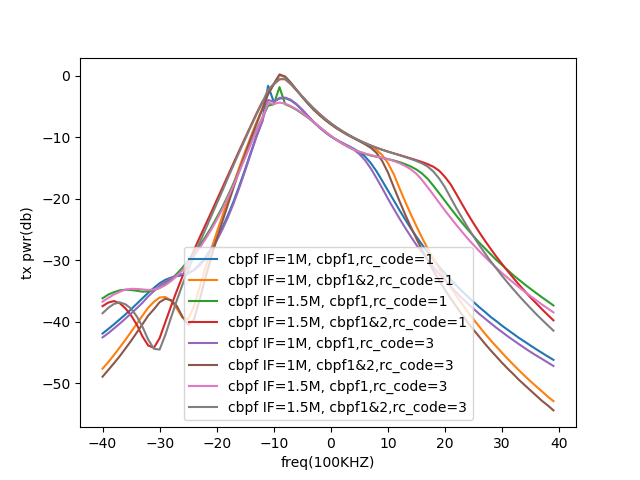 0
−10
−20
−30
−40
−50
tx pwr(db)
cbpf IF=1M, cbpf1,rc_code=1
cbpf IF=1M, cbpf1&2,rc_code=1
cbpf IF=1.5M, cbpf1,rc_code=1
cbpf IF=1.5M, cbpf1&2,rc_code=1
cbpf IF=1M, cbpf1,rc_code=3
cbpf IF=1M, cbpf1&2,rc_code=3
cbpf IF=1.5M, cbpf1,rc_code=3
cbpf IF=1.5M, cbpf1&2,rc_code=3
−40 −30 −20 −10 0 10 20 30 40
freq(100KHZ)